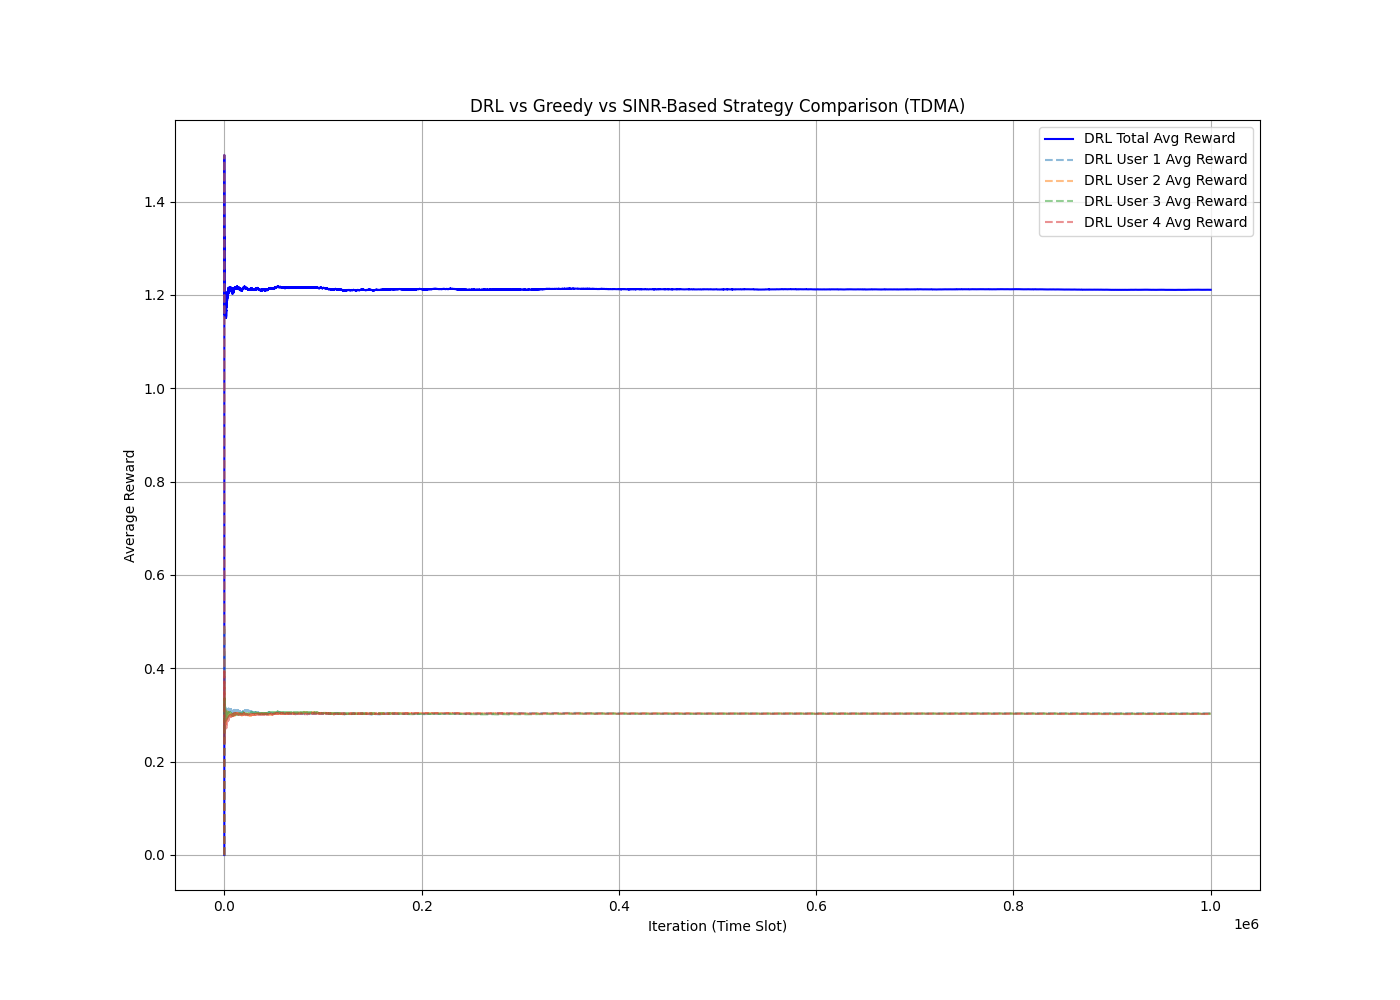 DRL vs Greedy vs SINR-Based Strategy Comparison (TDMA)
DRL Total Avg Reward
DRL User 1 Avg Reward
DRL User 2 Avg Reward
DRL User 3 Avg Reward
DRL User 4 Avg Reward
Average Reward
1.4
1.2
1.0
0.8
0.6
0.4
0.2
0.0
0.0 0.2 0.4 0.6 0.8 1.0
1e6
Iteration (Time Slot)